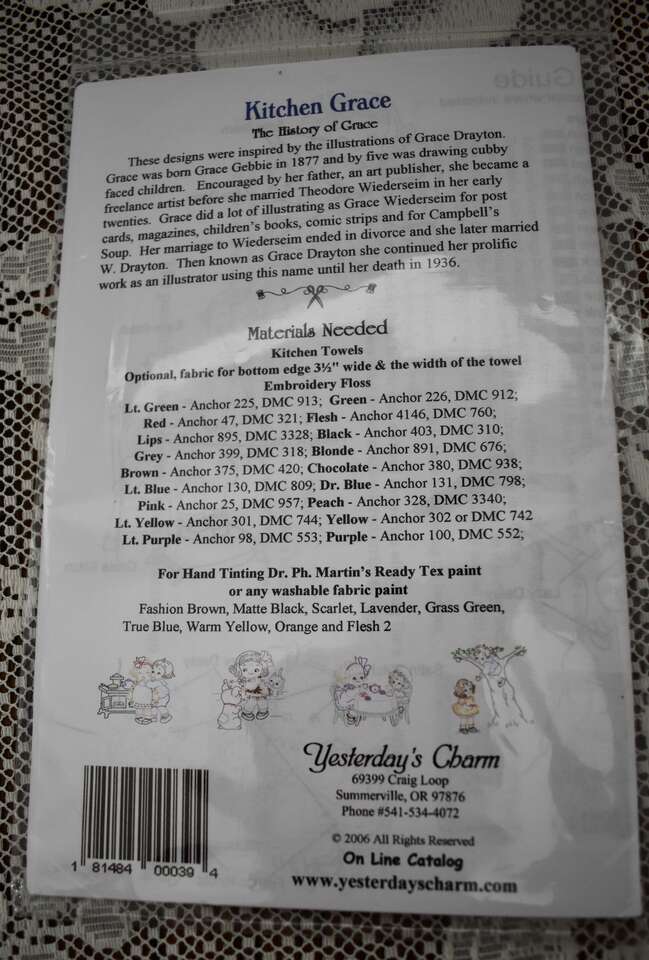 Guide
Kitchen Grace
The History of Grace
These designs were inspired by the illustrations of Grace Drayton.
Grace was born Grace Gebbie in 1877 and by five was drawing cubby
faced children. Encouraged by her father, an art publisher, she became a
freelance artist before she married Theodore Wiederseim in her early
twenties. Grace did a lot of illustrating as Grace Wiederseim for post
cards, magazines, children's books, comic strips and for Campbell's
Soup. Her marriage to Wiederseim ended in divorce and she later married
W. Drayton. Then known as Grace Drayton she continued her prolific
work as an illustrator using this name until her death in 1936.
Materials Needed
Kitchen Towels
Optional, fabric for bottom edge 3½" wide & the width of the towel
Embroidery Floss
Lt. Green - Anchor 225, DMC 913; Green - Anchor 226, DMC 912;
Red - Anchor 47, DMC 321; Flesh - Anchor 4146, DMC 760;
Lips - Anchor 895, DMC 3328; Black - Anchor 403, DMC 310;
Grey - Anchor 399, DMC 318; Blonde - Anchor 891, DMC 676;
Brown - Anchor 375, DMC 420; Chocolate - Anchor 380, DMC 938;
Lt. Blue - Anchor 130, DMC 809; Dr. Blue - Anchor 131, DMC 798;
Pink - Anchor 25, DMC 957; Peach - Anchor 328, DMC 3340;
Lt. Yellow - Anchor 301, DMC 744; Yellow - Anchor 302 or DMC 742
Lt. Purple - Anchor 98, DMC 553; Purple - Anchor 100, DMC 552;
For Hand Tinting Dr. Ph. Martin's Ready Tex paint
or any washable fabric paint
Fashion Brown, Matte Black, Scarlet, Lavender, Grass Green,
True Blue, Warm Yellow, Orange and Flesh 2
Yesterday's Charm
69399 Craig Loop
Summerville, OR 97876
Phone #541-534-4072
© 2006 All Rights Reserved
On Line Catalog
www.yesterdayscharm.com
1 81484 00039 4